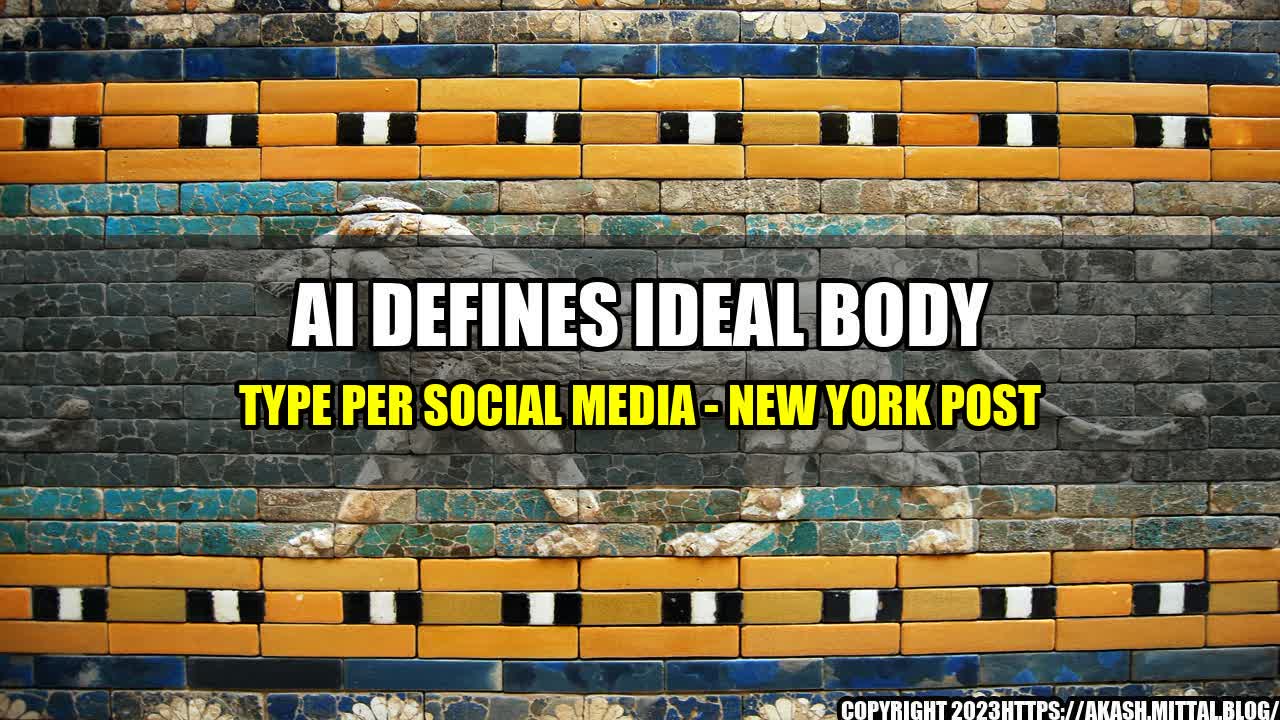 AI DEFINES IDEAL BODY
TYPE PER SOCIAL MEDIA - NEW YORK POST
COPYRIGHT 2023HTTPS://AKASH.MITTAL.BLOG/